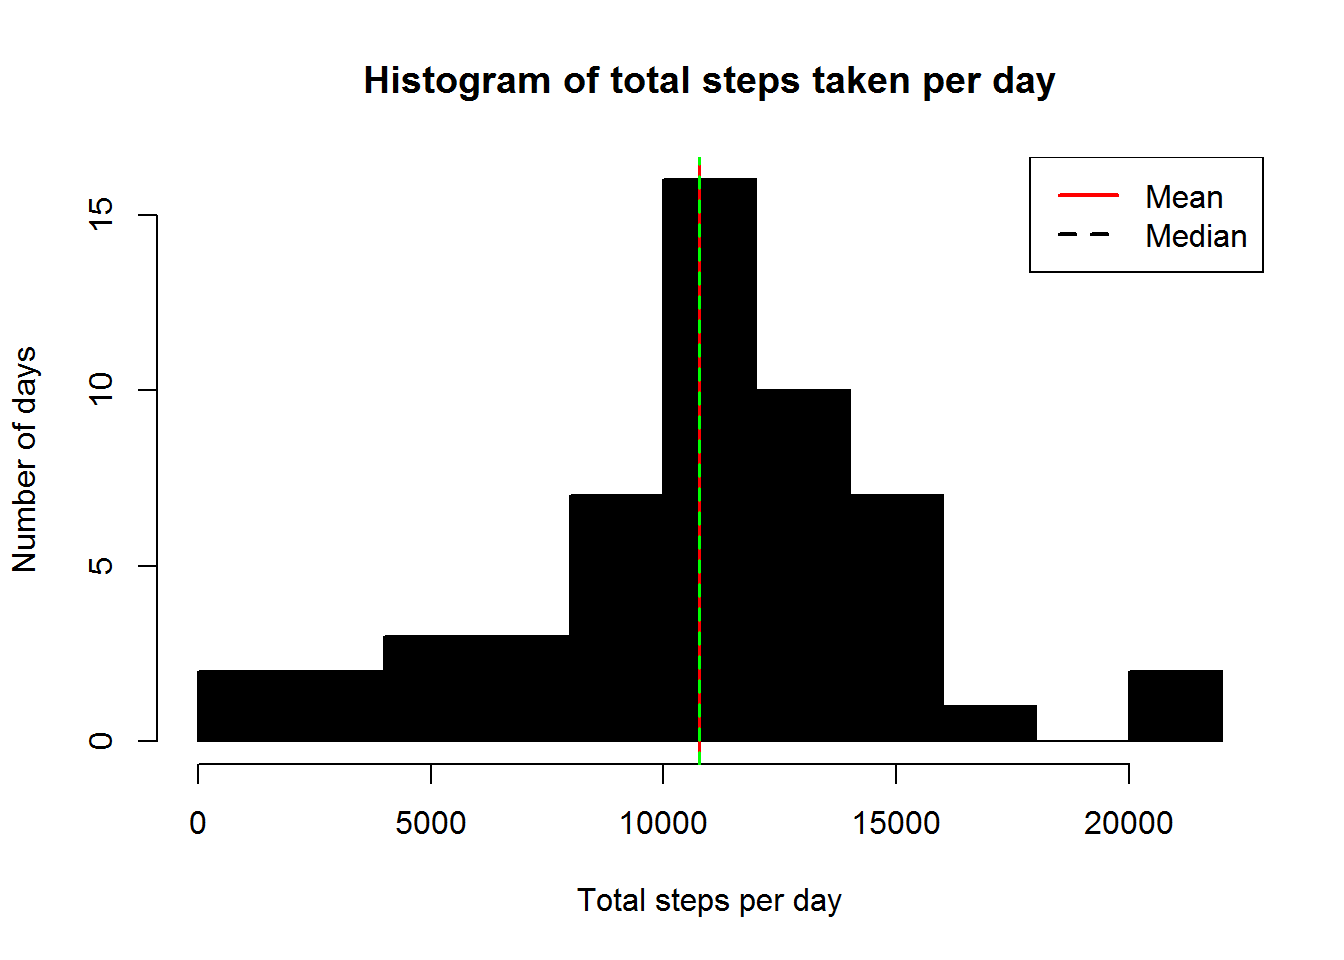 Histogram of total steps taken per day
Mean
Median
Number of days
15
10
5
0
0 5000 10000 15000 20000
Total steps per day